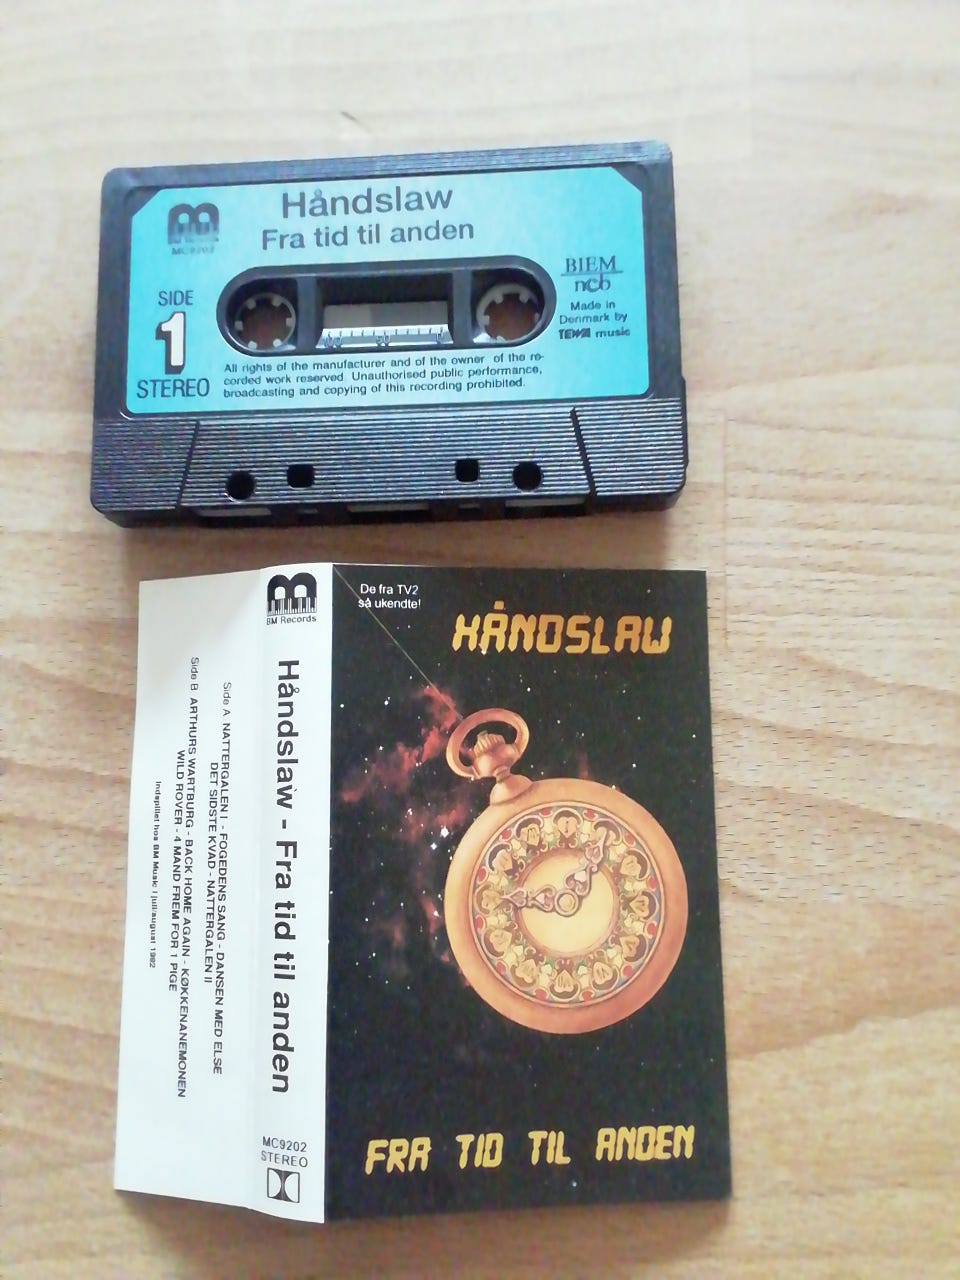 Håndslaw
Fra tid til anden
BM Records
MC9202
SIDE
1
STEREO
BIEM
ncb
Made in
Denmark by
TEWA music
All rights of the manufacturer and of the owner of the re-
corded work reserved. Unauthorised public performance,
broadcasting and copying of this recording prohibited.
De fra TV2
så ukendte!
HÅNDSLAW
FRA TID TIL ANDEN
BM Records
Håndslaw - Fra tid til anden
MC9202
STEREO
Side A NATTERGALEN I - FOGEDENS SANG - DANSEN MED ELSE
DET SIDSTE KVAD - NATTERGALEN II
Side B ARTHURS WARTBURG - BACK HOME AGAIN - KØKKENANEMONEN
WILD ROVER - 4 MAND FREM FOR 1 PIGE
Indspillet hos BM Music i juli/august 1992